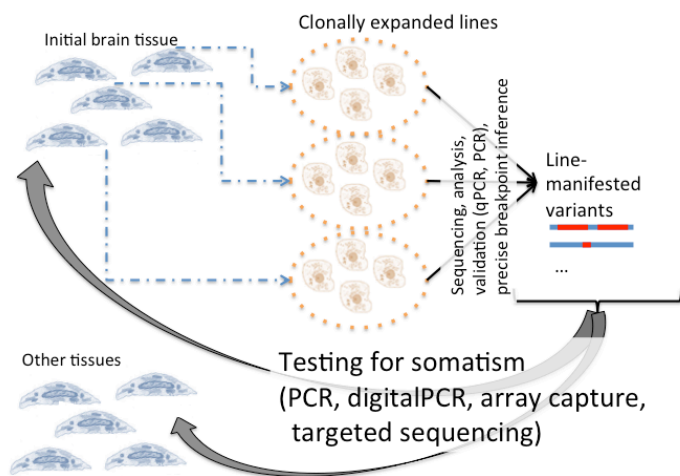 Clonally expanded lines
Initial brain tissue
Sequencing, analysis,
validation (qPCR, PCR),
precise breakpoint inference
Line-
manifested
variants
...
Other tissues
Testing for somatism
(PCR, digitalPCR, array capture,
targeted sequencing)